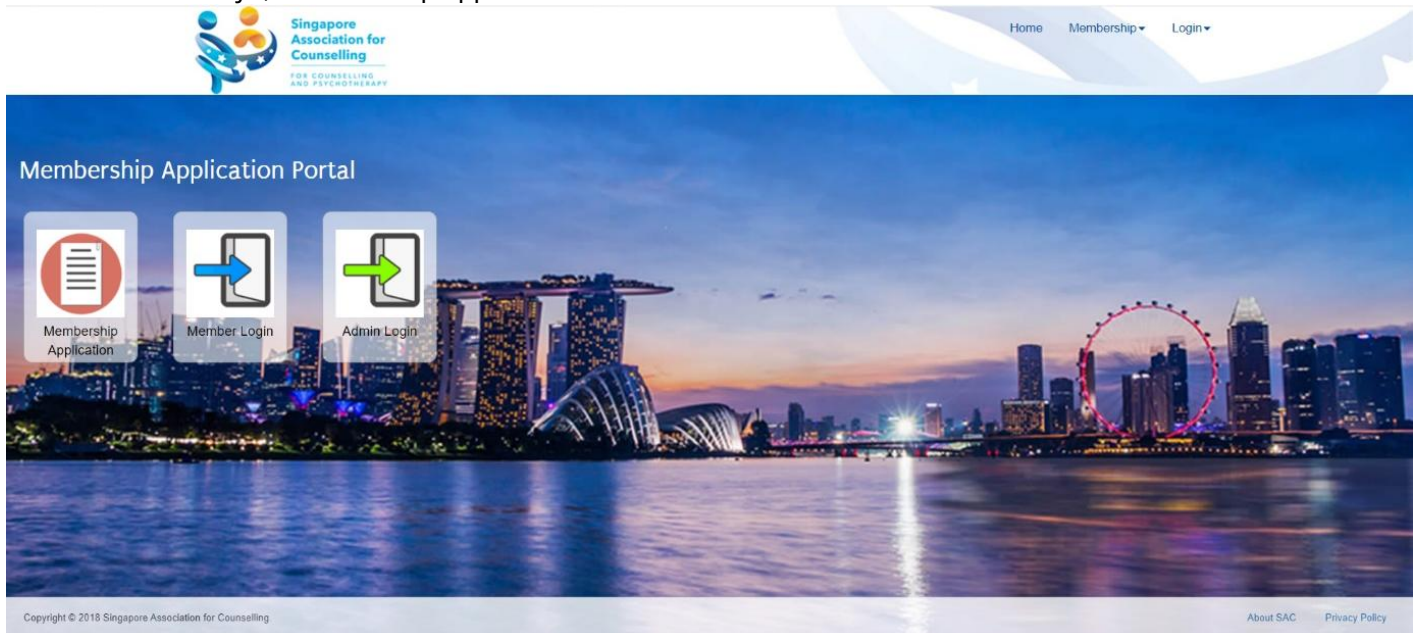 Singapore
Association for
Counselling
FOR COUNSELLING
AND PSYCHOTHERAPY
Home Membership Login
Membership Application Portal
Membership
Application
Member Login
Admin Login
Copyright © 2018 Singapore Association for Counselling
About SAC Privacy Policy